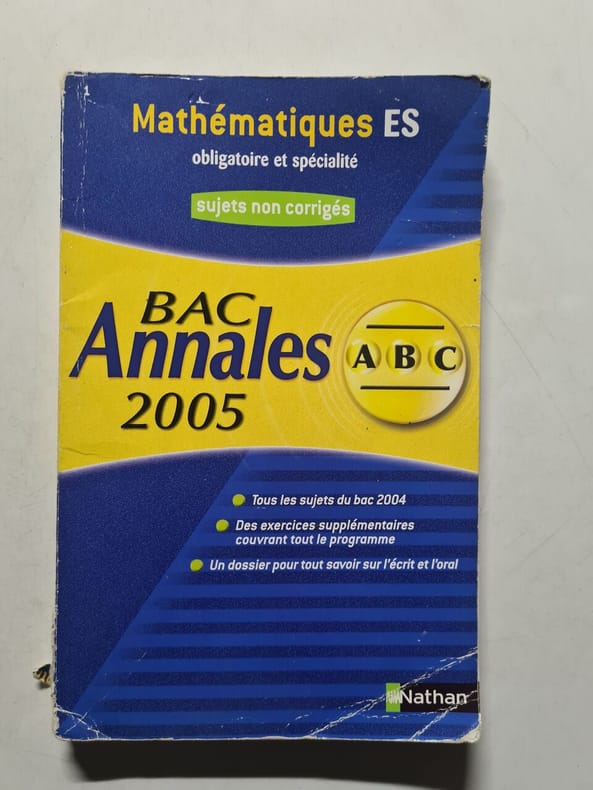 Mathématiques ES
obligatoire et spécialité
sujets non corrigés
BAC
Annales
2005
A B C
Tous les sujets du bac 2004
Des exercices supplémentaires
couvrant tout le programme
Un dossier pour tout savoir sur l'écrit et l'oral
Nathan